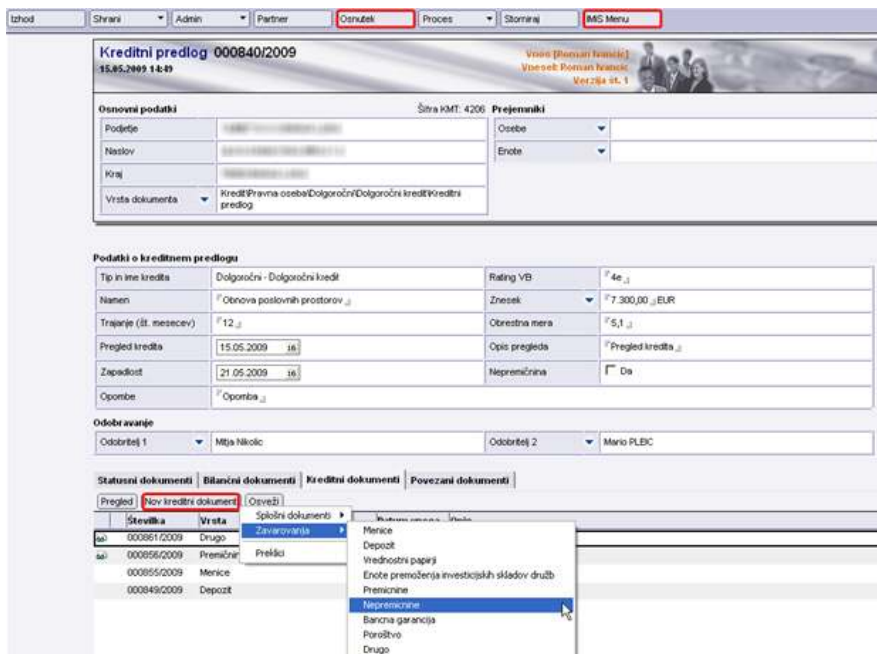 Izhod Shrani Admin Partner Osnutek Proces Storniraj IMiS Menu
Kreditni predlog 000840/2009
15.05.2009 14:49
Vnos [Roman Ivancic]
Vnesel: Roman Ivancic
Verzija št. 1
Osnovni podatki Šifra KMT: 4206 Prejemniki
Podjetje Osebe
Naslov Enote
Kraj
Vrsta dokumenta Kredit\Pravna oseba\Dolgoročni\Dolgoročni kredit\Kreditni
predlog
Podatki o kreditnem predlogu
Tip in ime kredita Dolgoročni - Dolgoročni kredit Rating VB 4e
Namen Obnova poslovnih prostorov Znesek 7.300,00 EUR
Trajanje (št. mesecev) 12 Obrestna mera 5,1
Pregled kredita 15.05.2009 16 Opis pregleda Pregled kredita
Zapadlost 21.05.2009 16 Nepremičnina Da
Opombe Opomba
Odobravanje
Odobritelj 1 Mitja Nikolic Odobritelj 2 Mario PLEIC
Statusni dokumenti Bilančni dokumenti Kreditni dokumenti Povezani dokumenti
Pregled Nov kreditni dokument Osveži
Številka Vrsta Datum vnosa Opis
Splošni dokumenti
Zavarovanja
Prekliči
000861/2009 Drugo
000856/2009 Premičnin
000855/2009 Menice
000849/2009 Depozit
Menice
Depozit
Vrednostni papirji
Enote premoženja investicijskih skladov družb
Premicnine
Nepremicnine
Bancna garancija
Poroštvo
Drugo